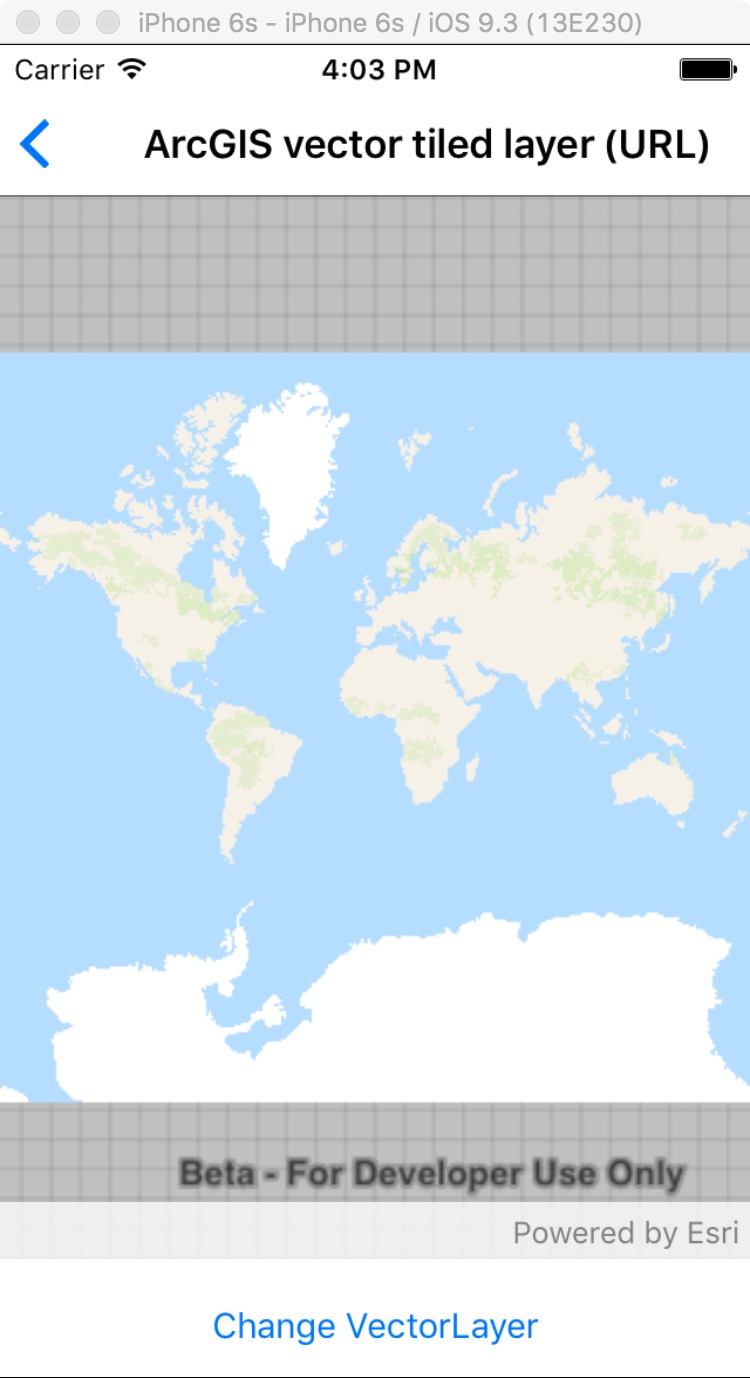 iPhone 6s - iPhone 6s / iOS 9.3 (13E230)
Carrier 4:03 PM
ArcGIS vector tiled layer (URL)
Beta - For Developer Use Only
Powered by Esri
Change VectorLayer